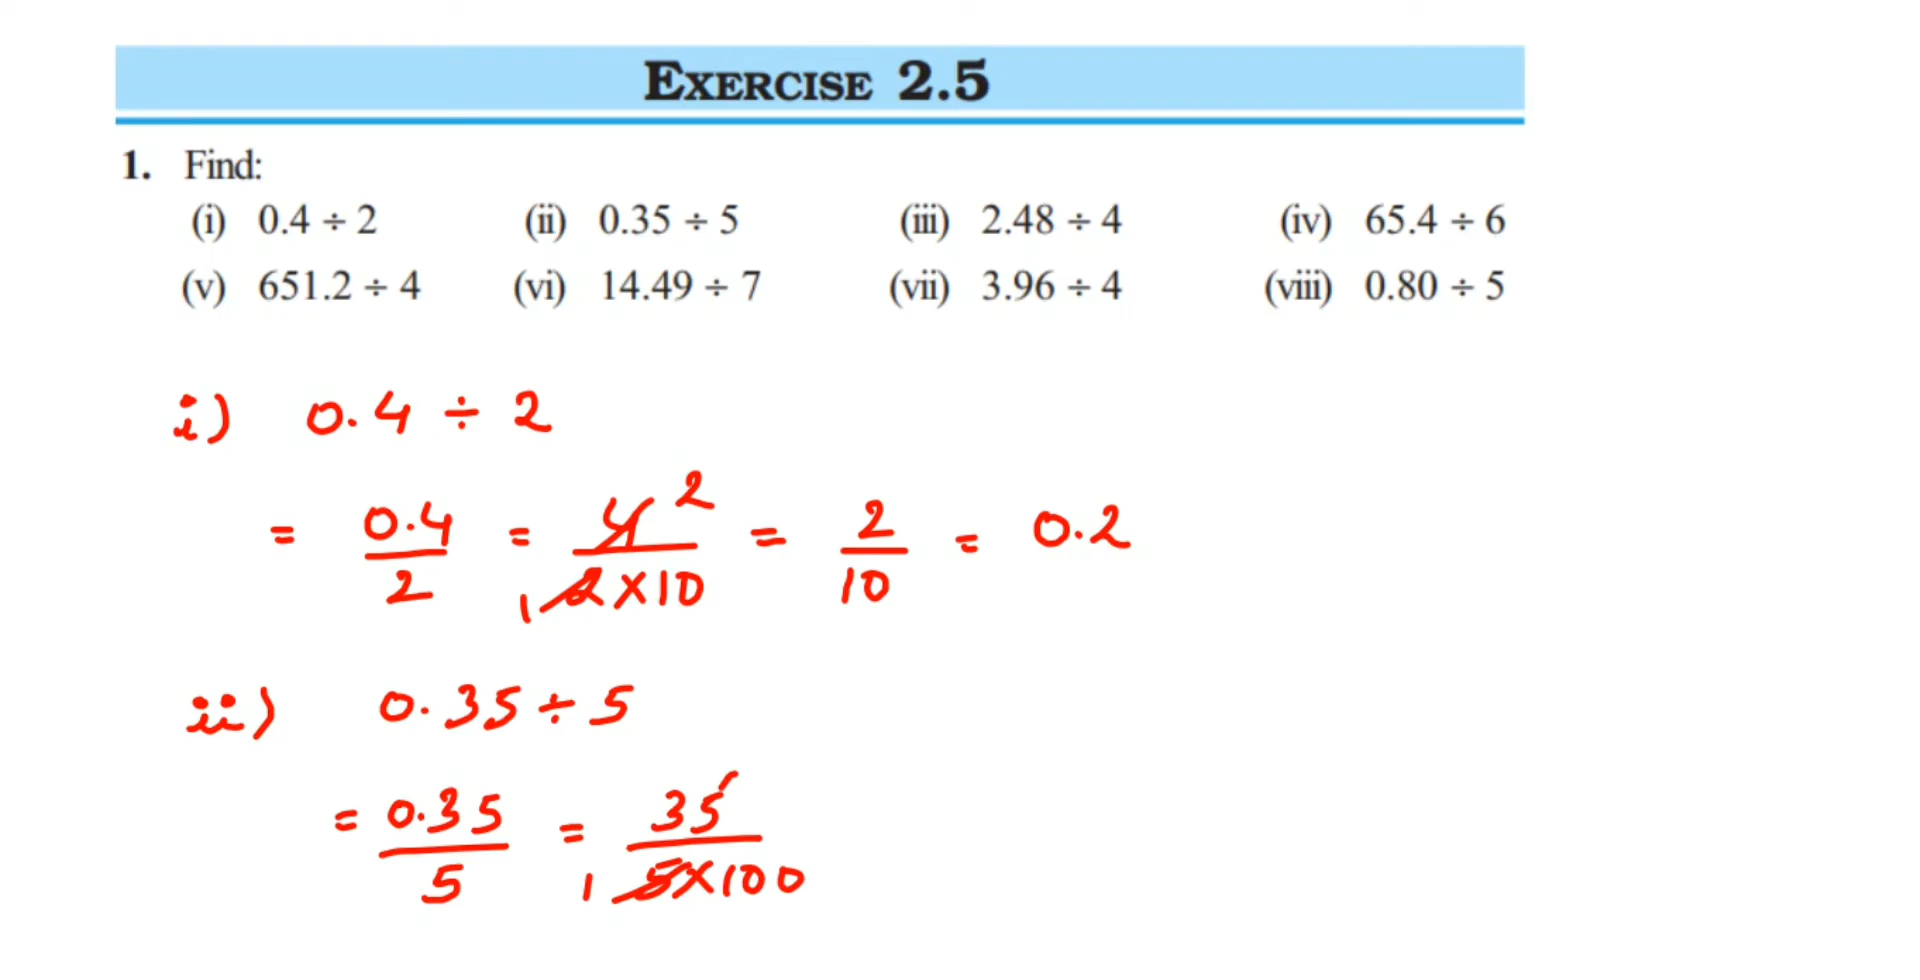 EXERCISE 2.5
1. Find:
(i) 0.4 ÷ 2 (ii) 0.35 ÷ 5 (iii) 2.48 ÷ 4 (iv) 65.4 ÷ 6
(v) 651.2 ÷ 4 (vi) 14.49 ÷ 7 (vii) 3.96 ÷ 4 (viii) 0.80 ÷ 5
i) 0.4 ÷ 2
= 0.4/2 = 4 2/1 2×10 = 2/10 = 0.2
ii) 0.35 ÷ 5
= 0.35/5 = 35/1 5×100